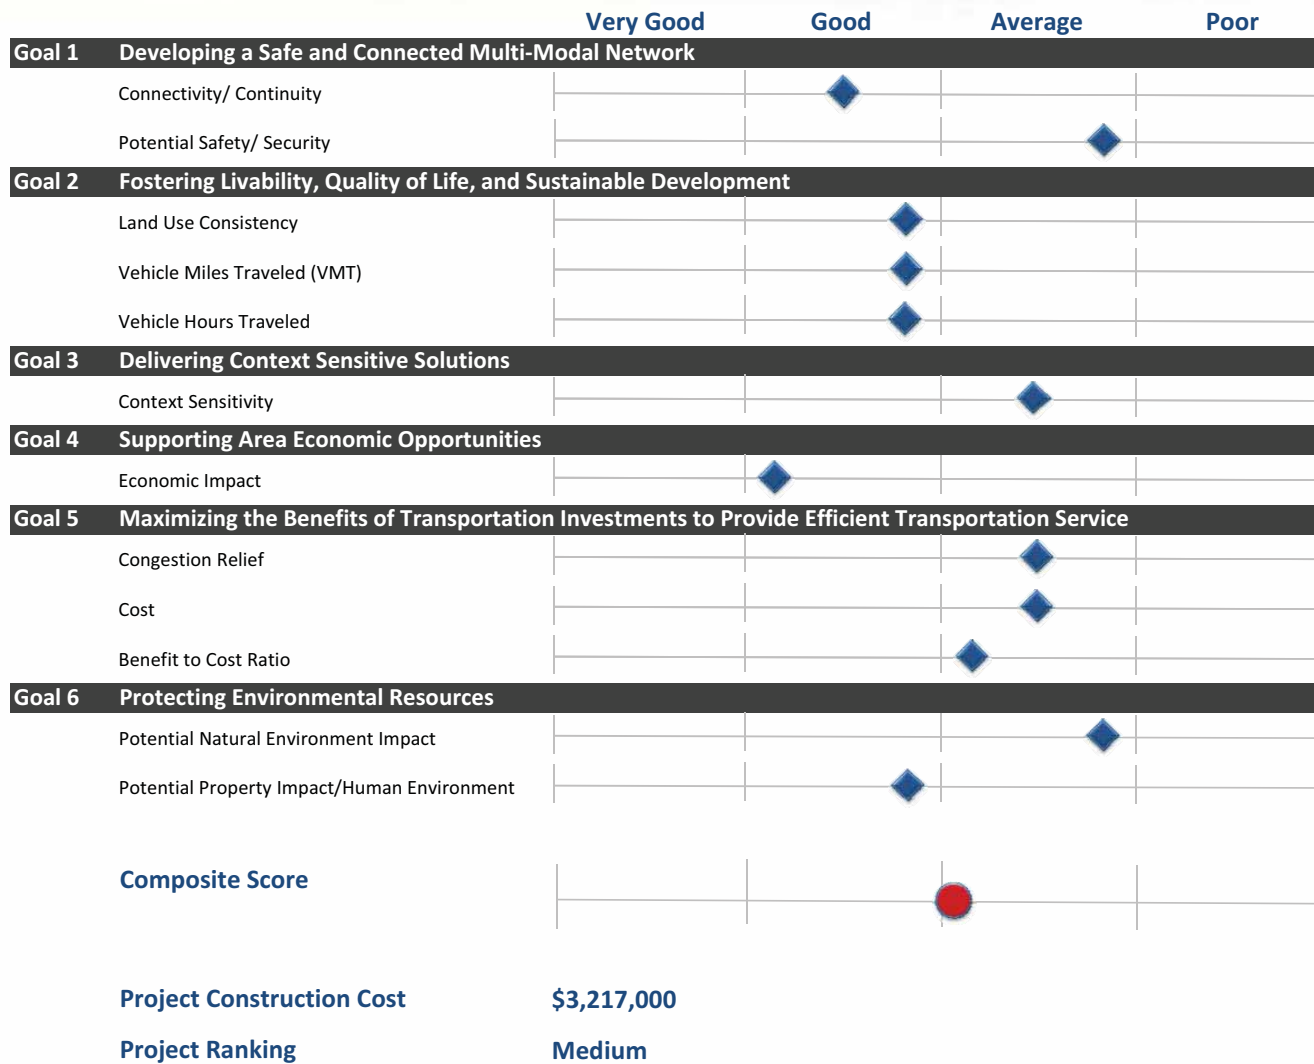 Very Good Good Average Poor
Goal 1 Developing a Safe and Connected Multi-Modal Network
Connectivity/ Continuity
Potential Safety/ Security
Goal 2 Fostering Livability, Quality of Life, and Sustainable Development
Land Use Consistency
Vehicle Miles Traveled (VMT)
Vehicle Hours Traveled
Goal 3 Delivering Context Sensitive Solutions
Context Sensitivity
Goal 4 Supporting Area Economic Opportunities
Economic Impact
Goal 5 Maximizing the Benefits of Transportation Investments to Provide Efficient Transportation Service
Congestion Relief
Cost
Benefit to Cost Ratio
Goal 6 Protecting Environmental Resources
Potential Natural Environment Impact
Potential Property Impact/Human Environment
Composite Score
Project Construction Cost $3,217,000
Project Ranking Medium